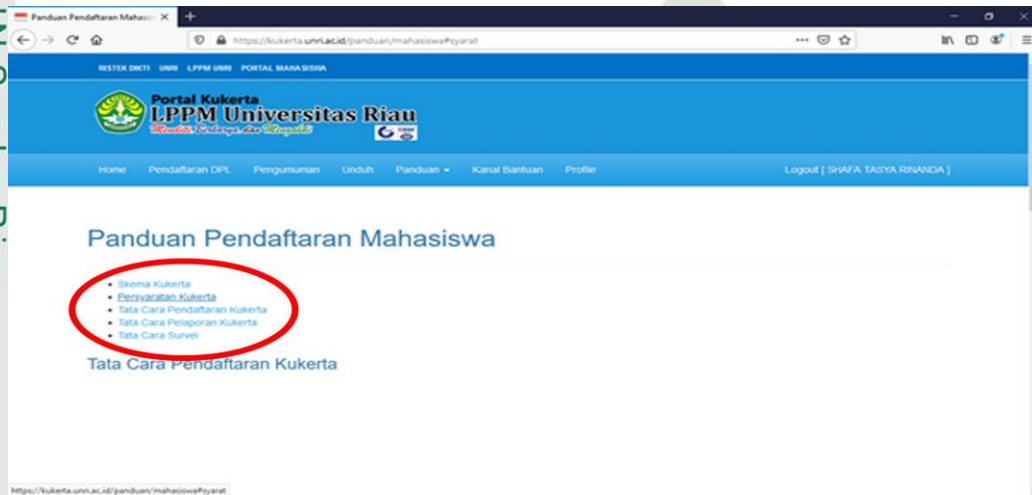 Panduan Pendaftaran Mahasis
https://kukerta.unri.ac.id/panduan/mahasiswa#syarat
RISTEK DIKTI UNRI LPPM UNRI PORTAL MAHASISWA
Portal Kukerta
LPPM Universitas Riau
Home Pendaftaran DPL Pengumuman Unduh Panduan Kanal Bantuan Profile Logout [ SHAFA TASYA RINANDA ]
Panduan Pendaftaran Mahasiswa
Skema Kukerta
Persyaratan Kukerta
Tata Cara Pendaftaran Kukerta
Tata Cara Pelaporan Kukerta
Tata Cara Survei
Tata Cara Pendaftaran Kukerta
https://kukerta.unri.ac.id/panduan/mahasiswa#syarat